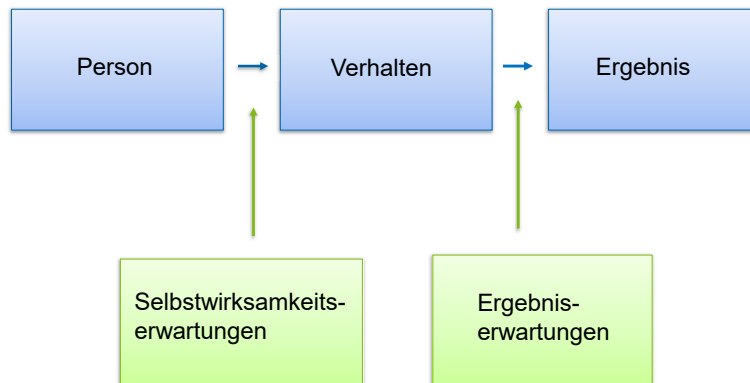 Person
Verhalten
Ergebnis
Selbstwirksamkeits-
erwartungen
Ergebnis-
erwartungen